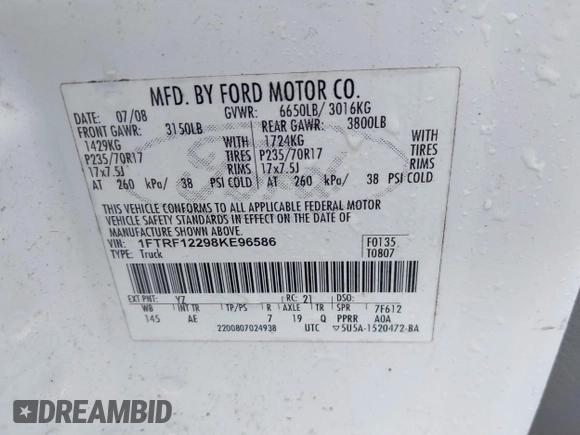 MFD. BY FORD MOTOR CO.
DATE: 07/08 GVWR: 6650LB/ 3016KG
FRONT GAWR: 3150LB REAR GAWR: 3800LB
1429KG WITH 1724KG WITH
P235/70R17 TIRES P235/70R17 TIRES
17x7.5J RIMS 17x7.5J RIMS
AT 260 kPa/ 38 PSI COLD AT 260 kPa/ 38 PSI COLD
THIS VEHICLE CONFORMS TO ALL APPLICABLE FEDERAL MOTOR
VEHICLE SAFETY STANDARDS IN EFFECT ON THE DATE OF
MANUFACTURE SHOWN ABOVE.
VIN: 1FTRF12298KE96586 F0135
TYPE: Truck T0807
EXT PNT: YZ RC: 21 DSO:
WB INT TR TP/PS R AXLE TR SPR 7F612
145 AE 7 19 Q PPRR A0A
2200807024938 UTC ▽5U5A-1520472-BA
DREAMBID